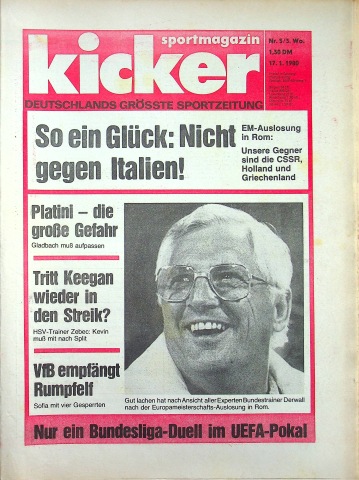 sportmagazin
kicker
DEUTSCHLANDS GRÖSSTE SPORTZEITUNG
Nr. 5/3. Wo.
1,50 DM
17. 1. 1980
So ein Glück: Nicht
gegen Italien!
EM-Auslosung
in Rom:
Unsere Gegner
sind die CSSR,
Holland und
Griechenland
Platini – die
große Gefahr
Gladbach muß aufpassen
Tritt Keegan
wieder in
den Streik?
HSV-Trainer Zebec: Kevin
muß mit nach Split
VfB empfängt
Rumpfelf
Sofia mit vier Gesperrten
Gut lachen hat nach Ansicht aller Experten Bundestrainer Derwall
nach der Europameisterschafts-Auslosung in Rom.
Nur ein Bundesliga-Duell im UEFA-Pokal